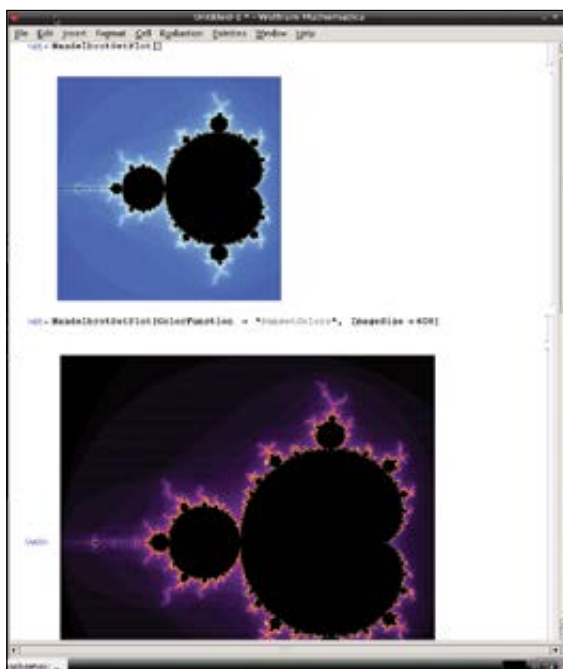 Untitled-1 * - Wolfram Mathematica
File Edit Insert Format Cell Evaluation Palettes Window Help
MandelbrotSetPlot[]
MandelbrotSetPlot[ColorFunction → "SunsetColors", ImageSize → 400]